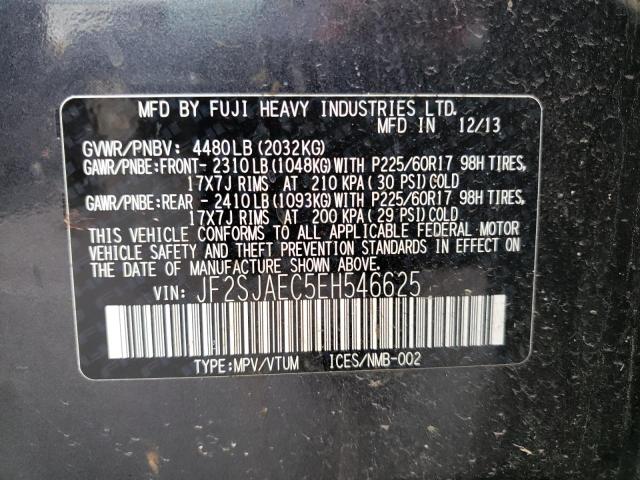 MFD BY FUJI HEAVY INDUSTRIES LTD.
MFD IN 12/13
GVWR/PNBV: 4480LB (2032KG)
GAWR/PNBE:FRONT- 2310LB (1048KG) WITH P225/60R17 98H TIRES,
17X7J RIMS AT 210 KPA ( 30 PSI) COLD
GAWR/PNBE:REAR - 2410LB (1093KG) WITH P225/60R17 98H TIRES,
17X7J RIMS AT 200 KPA ( 29 PSI) COLD
THIS VEHICLE CONFORMS TO ALL APPLICABLE FEDERAL MOTOR
VEHICLE SAFETY AND THEFT PREVENTION STANDARDS IN EFFECT ON
THE DATE OF MANUFACTURE SHOWN ABOVE.
VIN: JF2SJAEC5EH546625
TYPE:MPV/VTUM ICES/NMB-002